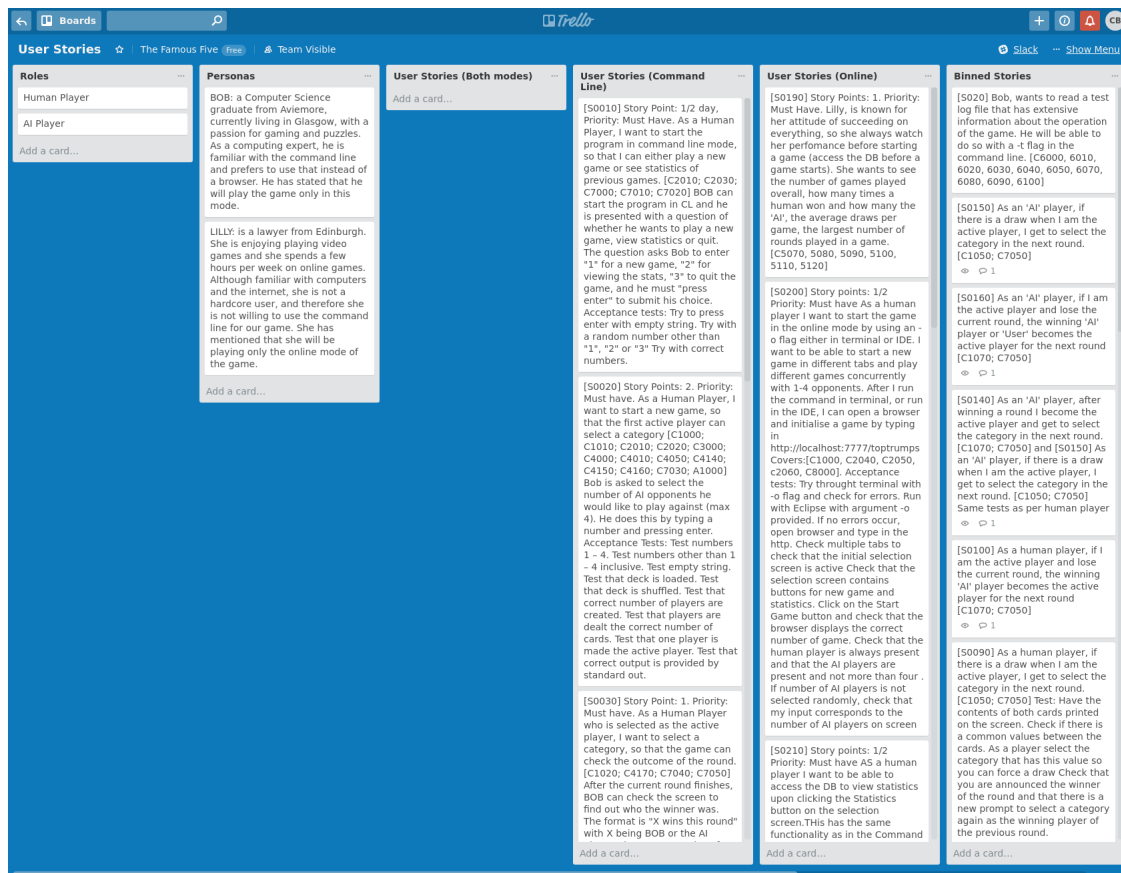 Boards
Trello
CB
User Stories
The Famous Five Free
Team Visible
Slack
... Show Menu
Roles
Human Player
AI Player
Add a card...
Personas
BOB: a Computer Science
graduate from Aviemore,
currently living in Glasgow, with a
passion for gaming and puzzles.
As a computing expert, he is
familiar with the command line
and prefers to use that instead of
a browser. He has stated that he
will play the game only in this
mode.
LILLY: is a lawyer from Edinburgh.
She is enjoying playing video
games and she spends a few
hours per week on online games.
Although familiar with computers
and the internet, she is not a
hardcore user, and therefore she
is not willing to use the command
line for our game. She has
mentioned that she will be
playing only the online mode of
the game.
Add a card...
User Stories (Both modes)
Add a card...
User Stories (Command
Line)
[S0010] Story Point: 1/2 day,
Priority: Must Have. As a Human
Player, I want to start the
program in command line mode,
so that I can either play a new
game or see statistics of
previous games. [C2010; C2030;
C7000; C7010; C7020] BOB can
start the program in CL and he
is presented with a question of
whether he wants to play a new
game, view statistics or quit.
The question asks Bob to enter
"1" for a new game, "2" for
viewing the stats, "3" to quit the
game, and he must "press
enter" to submit his choice.
Acceptance tests: Try to press
enter with empty string. Try with
a random number other than
"1", "2" or "3" Try with correct
numbers.
[S0020] Story Points: 2. Priority:
Must have. As a Human Player, I
want to start a new game, so
that the first active player can
select a category [C1000;
C1010; C2010; C2020; C3000;
C4000; C4010; C4050; C4140;
C4150; C4160; C7030; A1000]
Bob is asked to select the
number of AI opponents he
would like to play against (max
4). He does this by typing a
number and pressing enter.
Acceptance Tests: Test numbers
1 – 4. Test numbers other than 1
– 4 inclusive. Test empty string.
Test that deck is loaded. Test
that deck is shuffled. Test that
correct number of players are
created. Test that players are
dealt the correct number of
cards. Test that one player is
made the active player. Test that
correct output is provided by
standard out.
[S0030] Story Points: 1. Priority:
Must have. As a Human Player
who is selected as the active
player, I want to select a
category, so that the game can
check the outcome of the round.
[C1020; C4170; C7040; C7050]
After the current round finishes,
BOB can check the screen to
find out who the winner was.
The format is "X wins this round"
with X being BOB or the AI
Add a card...
User Stories (Online)
[S0190] Story Points: 1. Priority:
Must Have. Lilly, is known for
her attitude of succeeding on
everything, so she always watch
her perfomance before starting
a game (access the DB before a
game starts). She wants to see
the number of games played
overall, how many times a
human won and how many the
'AI', the average draws per
game, the largest number of
rounds played in a game.
[C5070, 5080, 5090, 5100,
5110, 5120]
[S0200] Story points: 1/2
Priority: Must have As a human
player I want to start the game
in the online mode by using an -
o flag either in terminal or IDE. I
want to be able to start a new
game in different tabs and play
different games concurrently
with 1-4 opponents. After I run
the command in terminal, or run
in the IDE, I can open a browser
and initialise a game by typing
in
http://localhost:7777/toptrumps
Covers:[C1000, C2040, C2050,
c2060, C8000]. Acceptance
tests: Try throught terminal with
-o flag and check for errors. Run
with Eclipse with argument -o
provided. If no errors occur,
open browser and type in the
http. Check multiple tabs to
check that the initial selection
screen is active Check that the
selection screen contains
buttons for new game and
statistics. Click on the Start
Game button and check that the
browser displays the correct
number of game. Check that the
human player is always present
and that the AI players are
present and not more than four .
If number of AI players is not
selected randomly, check that
my input corresponds to the
number of AI players on screen
[S0210] Story points: 1/2
Priority: Must have AS a human
player I want to be able to
access the DB to view statistics
upon clicking the Statistics
button on the selection
screen.THis has the same
functionality as in the Command
Add a card...
Binned Stories
[S020] Bob, wants to read a test
log file that has extensive
information about the operation
of the game. He will be able to
do so with a -t flag in the
command line. [C6000, 6010,
6020, 6030, 6040, 6050, 6070,
6080, 6090, 6100]
[S0150] As an 'AI' player, if
there is a draw when I am the
active player, I get to select the
category in the next round.
[C1050; C7050]
1
[S0160] As an 'AI' player, if I am
the active player and lose the
current round, the winning 'AI'
player or 'User' becomes the
active player for the next round
[C1070; C7050]
1
[S0140] As an 'AI' player, after
winning a round I become the
active player and get to select
the category in the next round.
[C1070; C7050] and [S0150] As
an 'AI' player, if there is a draw
when I am the active player, I
get to select the category in the
next round. [C1050; C7050]
Same tests as per human player
1
[S0100] As a human player, if I
am the active player and lose
the current round, the winning
'AI' player becomes the active
player for the next round
[C1070; C7050]
1
[S0090] As a human player, if
there is a draw when I am the
active player, I get to select the
category in the next round.
[C1050; C7050] Test: Have the
contents of both cards printed
on the screen. Check if there is
a common values between the
cards. As a player select the
category that has this value so
you can force a draw Check that
you are announced the winner
of the round and that there is a
new prompt to select a category
again as the winning player of
the previous round.
Add a card...